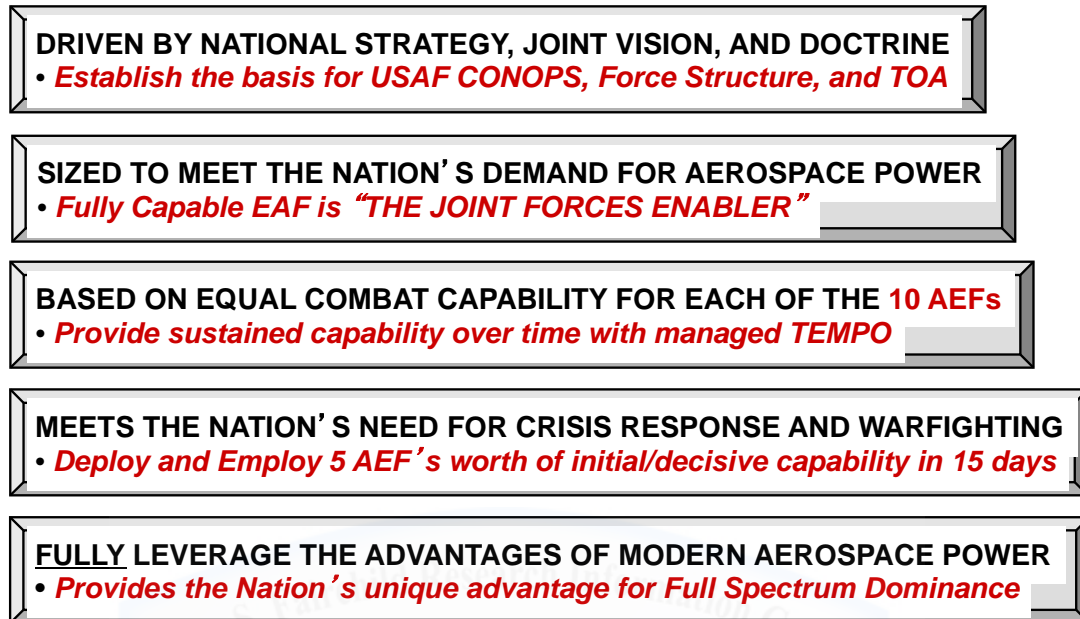 DRIVEN BY NATIONAL STRATEGY, JOINT VISION, AND DOCTRINE
• Establish the basis for USAF CONOPS, Force Structure, and TOA
SIZED TO MEET THE NATION’S DEMAND FOR AEROSPACE POWER
• Fully Capable EAF is “THE JOINT FORCES ENABLER”
BASED ON EQUAL COMBAT CAPABILITY FOR EACH OF THE 10 AEFs
• Provide sustained capability over time with managed TEMPO
MEETS THE NATION’S NEED FOR CRISIS RESPONSE AND WARFIGHTING
• Deploy and Employ 5 AEF’s worth of initial/decisive capability in 15 days
FULLY LEVERAGE THE ADVANTAGES OF MODERN AEROSPACE POWER
• Provides the Nation’s unique advantage for Full Spectrum Dominance